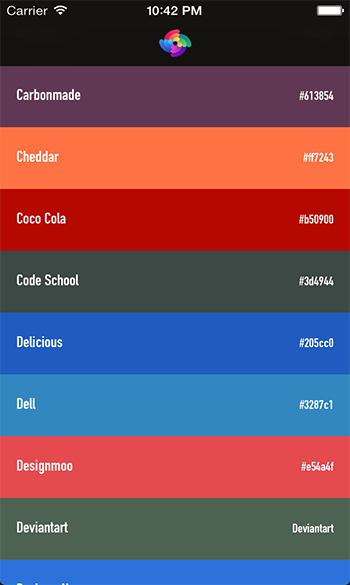 Carrier 10:42 PM
Carbonmade #613854
Cheddar #ff7243
Coco Cola #b50900
Code School #3d4944
Delicious #205cc0
Dell #3287c1
Designmoo #e54a4f
Deviantart Deviantart